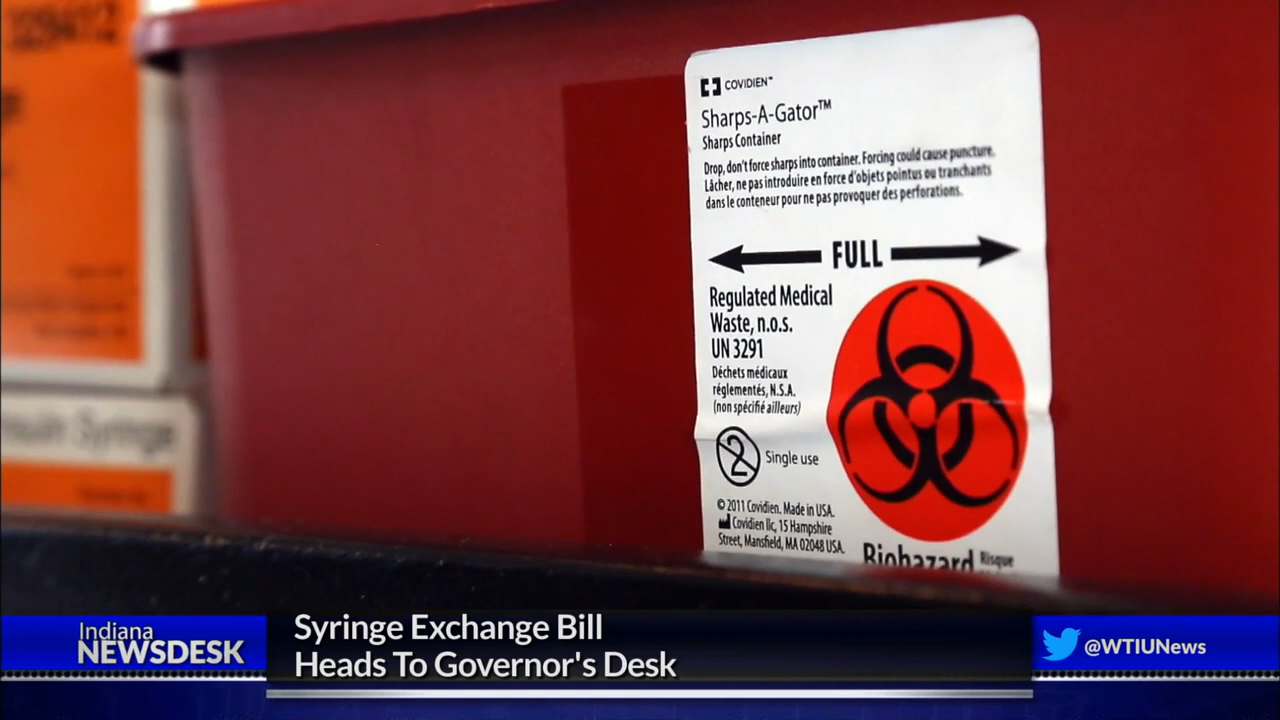 COVIDIEN™
Sharps-A-Gator™
Sharps Container
Drop, don't force sharps into container. Forcing could cause puncture.
Lâcher, ne pas introduire en force d'objets pointus ou tranchants
dans le conteneur pour ne pas provoquer des perforations.
FULL
Regulated Medical
Waste, n.o.s.
UN 3291
Déchets médicaux
réglementés, N.S.A.
(non spécifié ailleurs)
2
Single use
© 2011 Covidien. Made in USA.
Covidien llc, 15 Hampshire
Street, Mansfield, MA 02048 USA.
Biohazard Risque
Syringe
Indiana
NEWSDESK
Syringe Exchange Bill
Heads To Governor's Desk
@WTIUNews